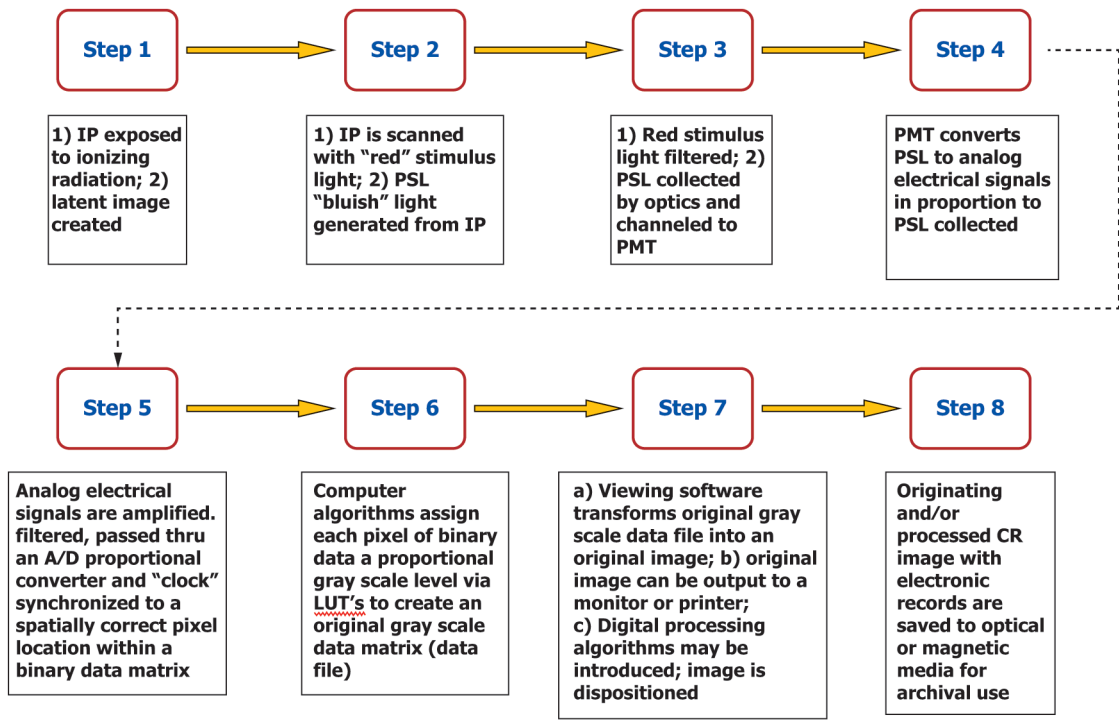 Step 1
Step 2
Step 3
Step 4
1) IP exposed
to ionizing
radiation; 2)
latent image
created
1) IP is scanned
with “red” stimulus
light; 2) PSL
“bluish” light
generated from IP
1) Red stimulus
light filtered; 2)
PSL collected
by optics and
channeled to
PMT
PMT converts
PSL to analog
electrical signals
in proportion to
PSL collected
Step 5
Step 6
Step 7
Step 8
Analog electrical
signals are amplified.
filtered, passed thru
an A/D proportional
converter and “clock”
synchronized to a
spatially correct pixel
location within a
binary data matrix
Computer
algorithms assign
each pixel of binary
data a proportional
gray scale level via
LUT’s to create an
original gray scale
data matrix (data
file)
a) Viewing software
transforms original gray
scale data file into an
original image; b) original
image can be output to a
monitor or printer;
c) Digital processing
algorithms may be
introduced; image is
dispositioned
Originating
and/or
processed CR
image with
electronic
records are
saved to optical
or magnetic
media for
archival use